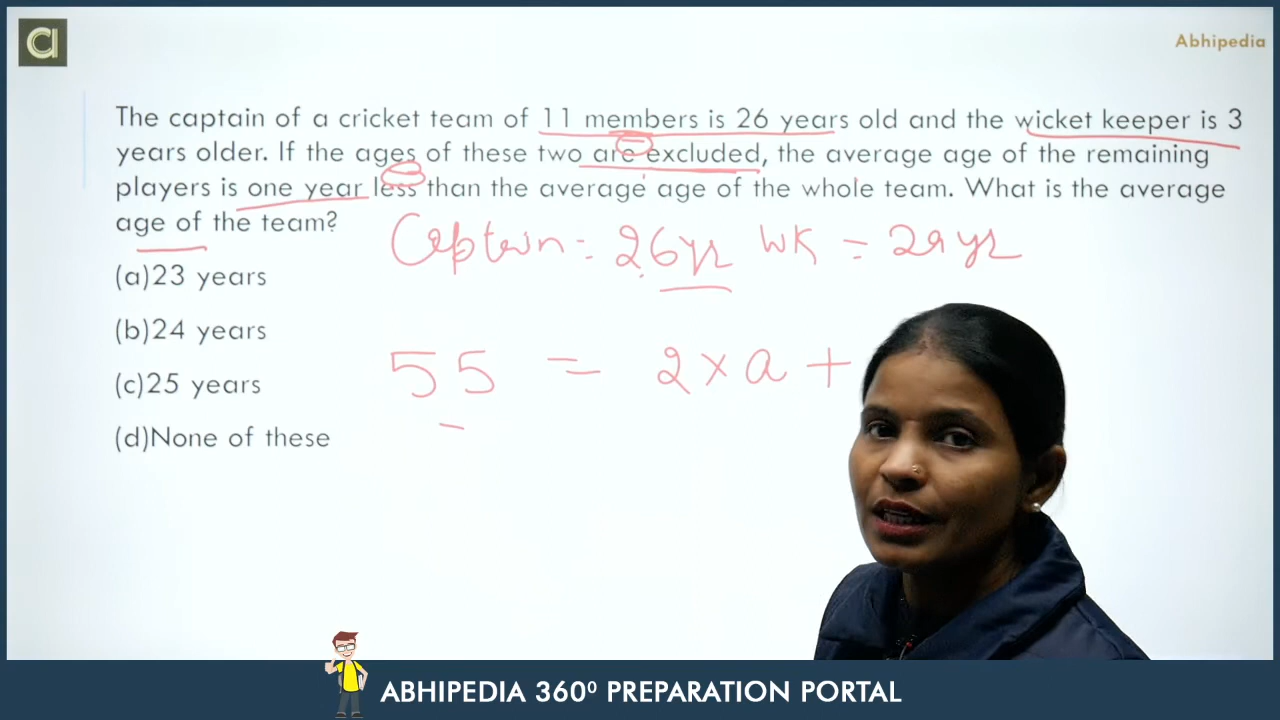 Abhipedia
The captain of a cricket team of 11 members is 26 years old and the wicket keeper is 3
years older. If the ages of these two are excluded, the average age of the remaining
players is one year less than the average age of the whole team. What is the average
age of the team?
Captain = 26yr WK = 29yr
(a)23 years
(b)24 years
55 = 2 × a +
(c)25 years
(d)None of these
ABHIPEDIA 360⁰ PREPARATION PORTAL